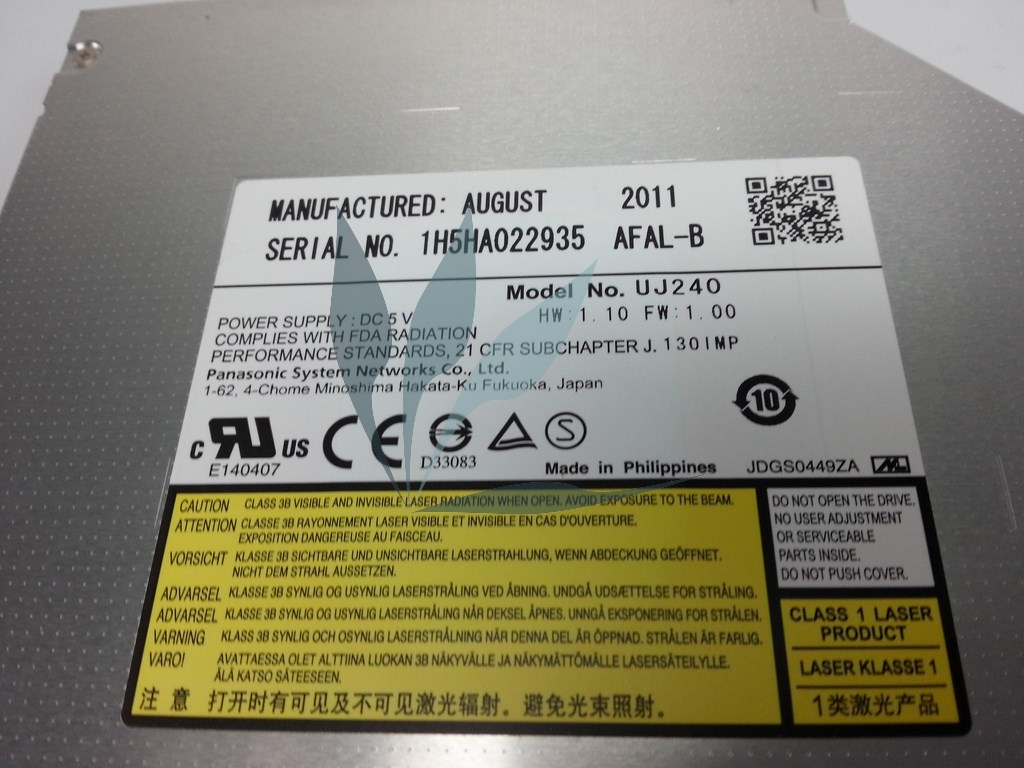 MANUFACTURED: AUGUST 2011
SERIAL NO. 1H5HA022935 AFAL-B
Model No. UJ240
HW:1.10 FW:1.00
POWER SUPPLY : DC 5 V
COMPLIES WITH FDA RADIATION
PERFORMANCE STANDARDS, 21 CFR SUBCHAPTER J. 130IMP
Panasonic System Networks Co., Ltd.
1-62, 4-Chome Minoshima Hakata-Ku Fukuoka, Japan
10
C US
E140407
CE
D33083
S
Made in Philippines
JDGS0449ZA
CAUTION CLASS 3B VISIBLE AND INVISIBLE LASER RADIATION WHEN OPEN. AVOID EXPOSURE TO THE BEAM.
ATTENTION CLASSE 3B RAYONNEMENT LASER VISIBLE ET INVISIBLE EN CAS D'OUVERTURE.
EXPOSITION DANGEREUSE AU FAISCEAU.
VORSICHT KLASSE 3B SICHTBARE UND UNSICHTBARE LASERSTRAHLUNG, WENN ABDECKUNG GEÖFFNET.
NICHT DEM STRAHL AUSSETZEN.
ADVARSEL KLASSE 3B SYNLIG OG USYNLIG LASERSTRÅLING VED ÅBNING. UNDGÅ UDSÆTTELSE FOR STRÅLING.
ADVARSEL KLASSE 3B SYNLIG OG USYNLIG LASERSTRÅLING NÅR DEKSEL ÅPNES. UNNGÅ EKSPONERING FOR STRÅLEN.
VARNING KLASS 3B SYNLIG OCH OSYNLIG LASERSTRÅLNING NÄR DENNA DEL ÄR ÖPPNAD. STRÅLEN ÄR FARLIG.
VARO! AVATTAESSA OLET ALTTIINA LUOKAN 3B NÄKYVÄLLE JA NÄKYMÄTTÖMÄLLE LASERSÄTEILYLLE.
ÄLÄ KATSO SÄTEESEEN.
注意 打开时有可见及不可见激光辐射。避免光束照射。
DO NOT OPEN THE DRIVE.
NO USER ADJUSTMENT
OR SERVICEABLE
PARTS INSIDE.
DO NOT PUSH COVER.
CLASS 1 LASER
PRODUCT
LASER KLASSE 1
1类激光产品